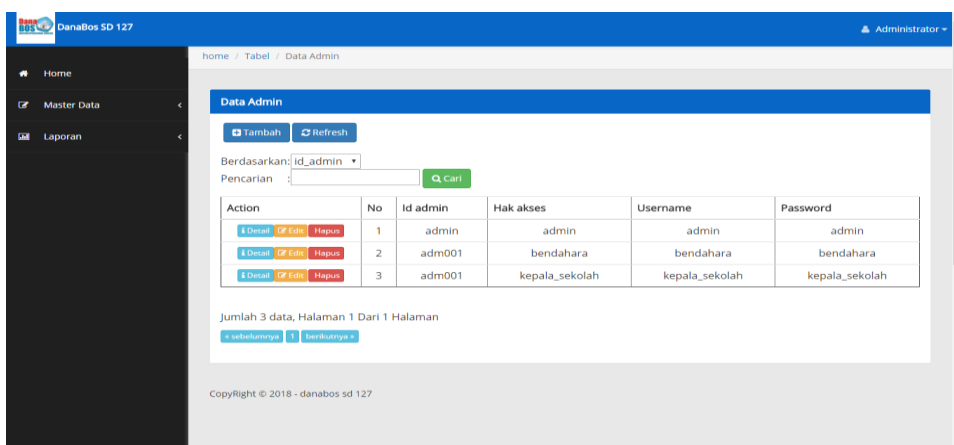 Dana BOS DanaBos SD 127 Administrator
home / Tabel / Data Admin
Home
Master Data
Laporan
Data Admin
Tambah Refresh
Berdasarkan: id_admin
Pencarian : Cari
Action No Id admin Hak akses Username Password
Detail Edit Hapus 1 admin admin admin admin
Detail Edit Hapus 2 adm001 bendahara bendahara bendahara
Detail Edit Hapus 3 adm001 kepala_sekolah kepala_sekolah kepala_sekolah
Jumlah 3 data, Halaman 1 Dari 1 Halaman
« sebelumnya 1 berikutnya »
CopyRight © 2018 - danabos sd 127